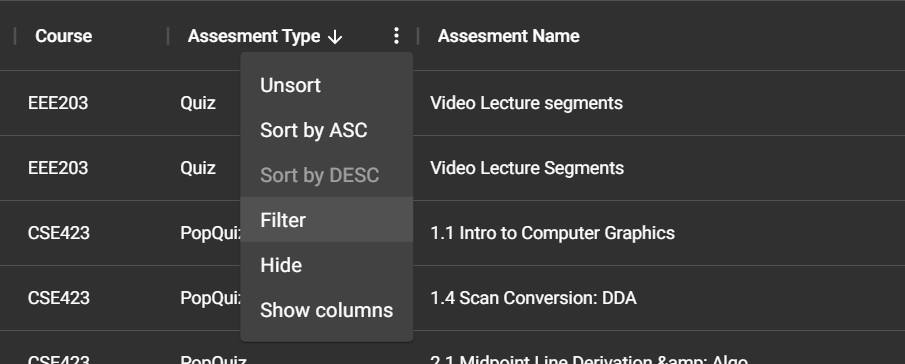 Course Assesment Type ↓ Assesment Name
Unsort
EEE203 Quiz Video Lecture segments
Sort by ASC
EEE203 Quiz Video Lecture Segments
Sort by DESC
Filter
CSE423 PopQuiz 1.1 Intro to Computer Graphics
Hide
CSE423 PopQuiz 1.4 Scan Conversion: DDA
Show columns
CSE423 PopQuiz 2.1 Midpoint Line Derivation &amp; Algo